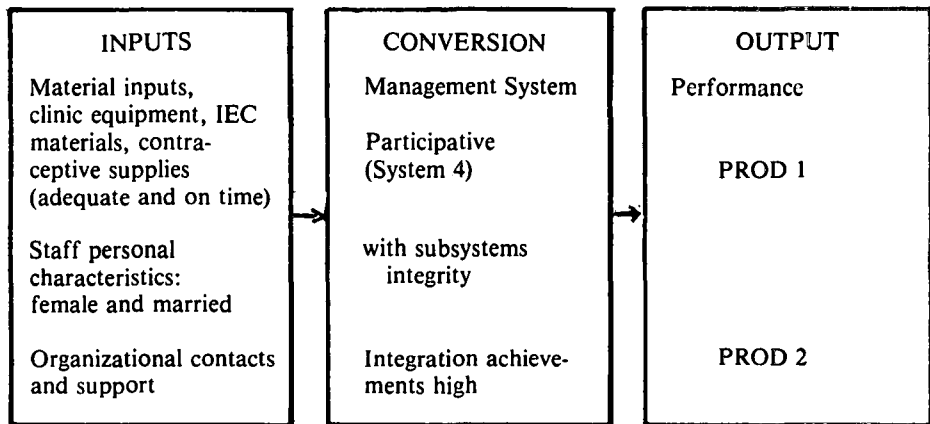 INPUTS
Material inputs,
clinic equipment, IEC
materials, contra-
ceptive supplies
(adequate and on time)
Staff personal
characteristics:
female and married
Organizational contacts
and support
CONVERSION
Management System
Participative
(System 4)
with subsystems
integrity
Integration achieve-
ments high
OUTPUT
Performance
PROD 1
PROD 2